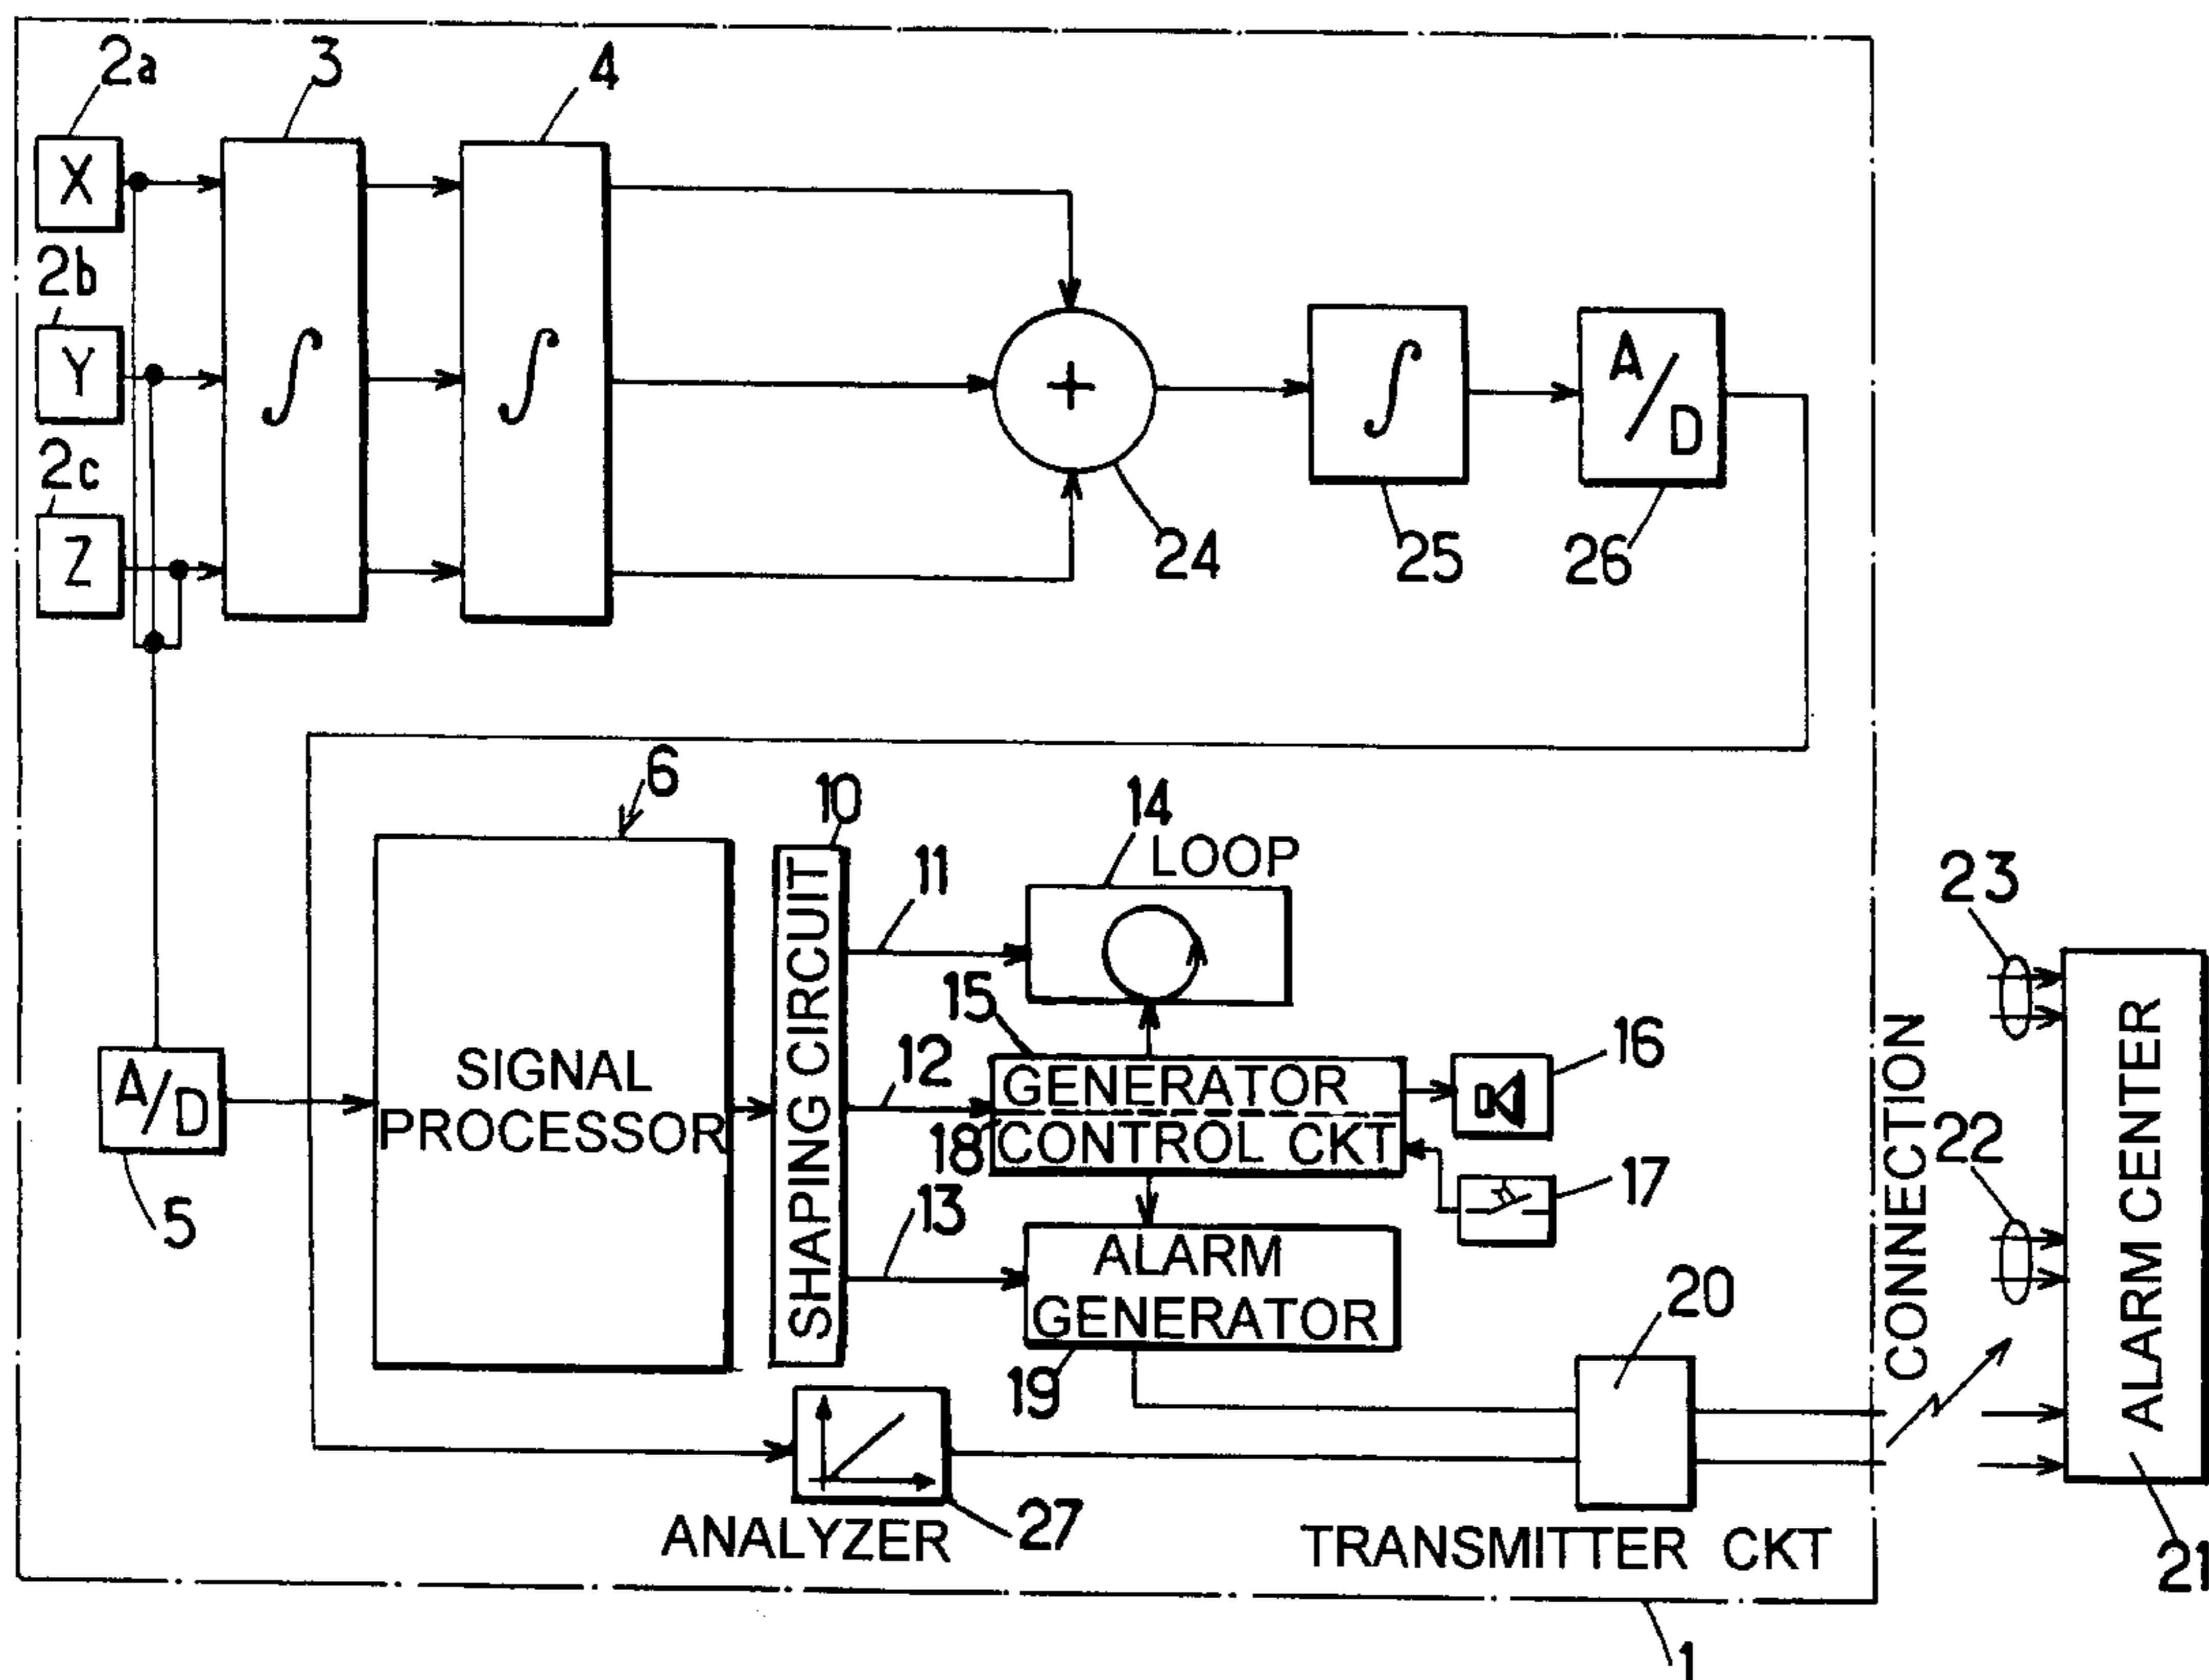 2a
3
4
X
2b
Y
2c
Z
+
24
25
A/D
26
6
10
14
LOOP
11
SHAPING CIRCUIT
15
16
12
GENERATOR
18
CONTROL CKT
17
SIGNAL
PROCESSOR
A/D
5
13
ALARM
GENERATOR
19
20
23
22
CONNECTION
ALARM CENTER
21
27
ANALYZER
TRANSMITTER CKT
1